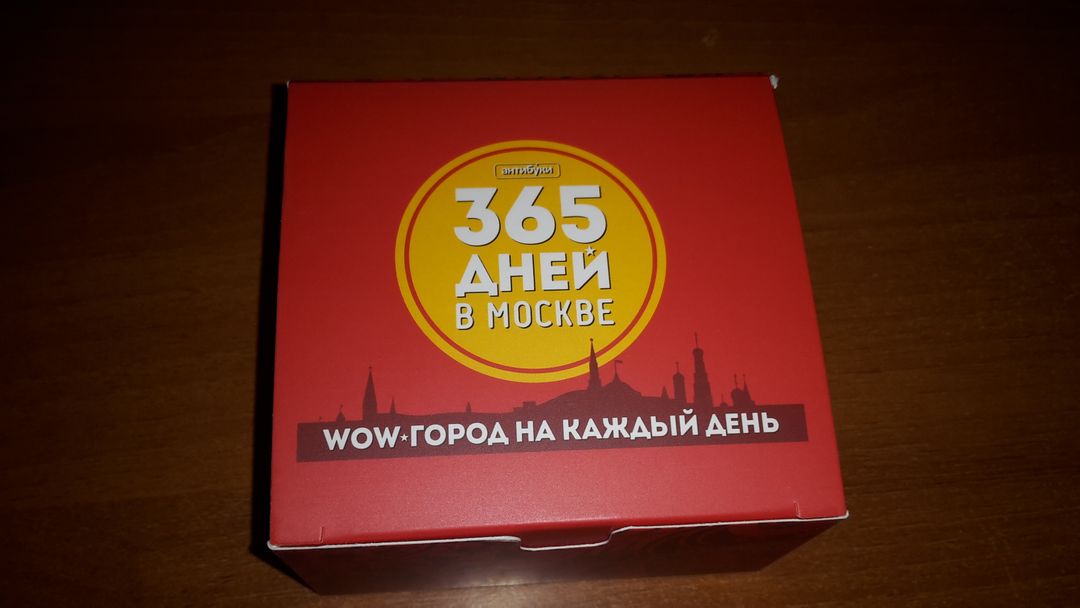 антибуки
365
ДНЕЙ
В МОСКВЕ
WOW★ГОРОД НА КАЖДЫЙ ДЕНЬ